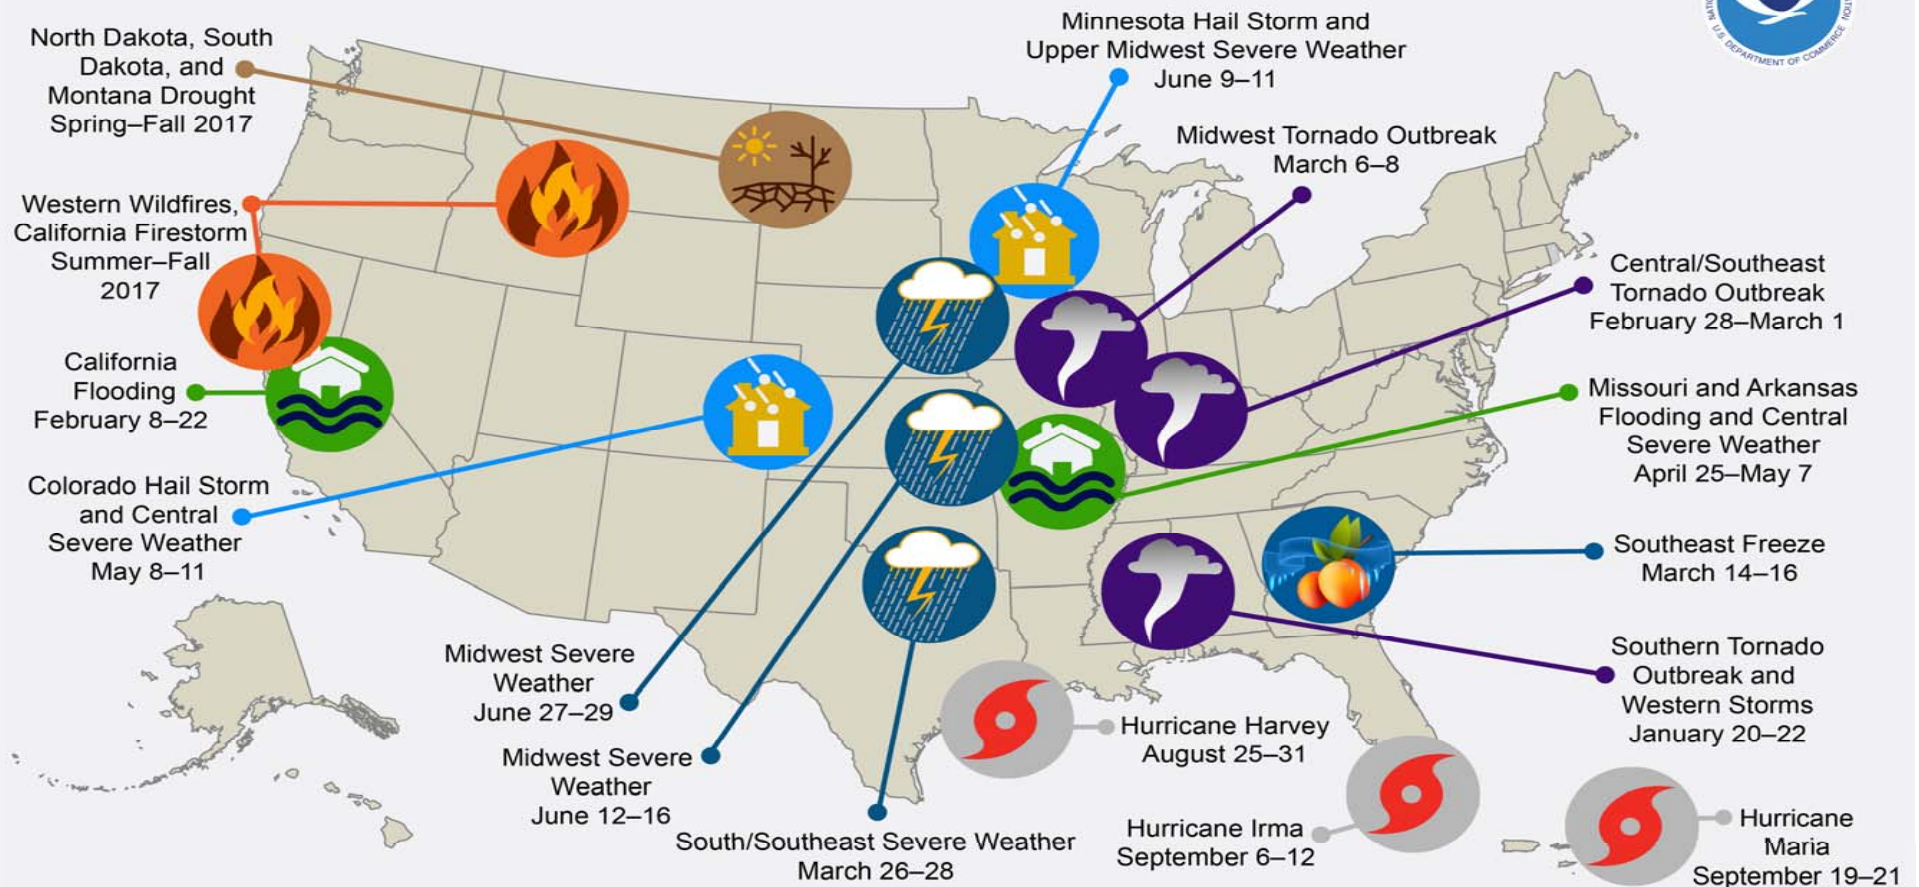 North Dakota, South
Dakota, and
Montana Drought
Spring–Fall 2017
Minnesota Hail Storm and
Upper Midwest Severe Weather
June 9–11
U.S. DEPARTMENT OF COMMERCE
Midwest Tornado Outbreak
March 6–8
Western Wildfires,
California Firestorm
Summer–Fall
2017
Central/Southeast
Tornado Outbreak
February 28–March 1
California
Flooding
February 8–22
Missouri and Arkansas
Flooding and Central
Severe Weather
April 25–May 7
Colorado Hail Storm
and Central
Severe Weather
May 8–11
Southeast Freeze
March 14–16
Southern Tornado
Outbreak and
Western Storms
January 20–22
Midwest Severe
Weather
June 27–29
Midwest Severe
Weather
June 12–16
South/Southeast Severe Weather
March 26–28
Hurricane Harvey
August 25–31
Hurricane Irma
September 6–12
Hurricane
Maria
September 19–21